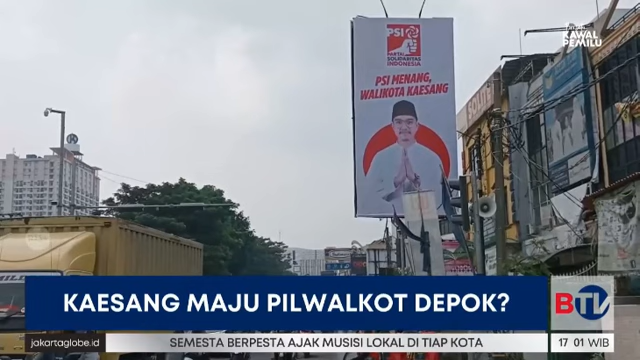 KAWAL
PEMILU
PSI
PARTAI
SOLIDARITAS
INDONESIA
PSI MENANG,
WALIKOTA KAESANG
KAESANG MAJU PILWALKOT DEPOK?
BTV
jakartaglobe.id
SEMESTA BERPESTA AJAK MUSISI LOKAL DI TIAP KOTA
17 01 WIB